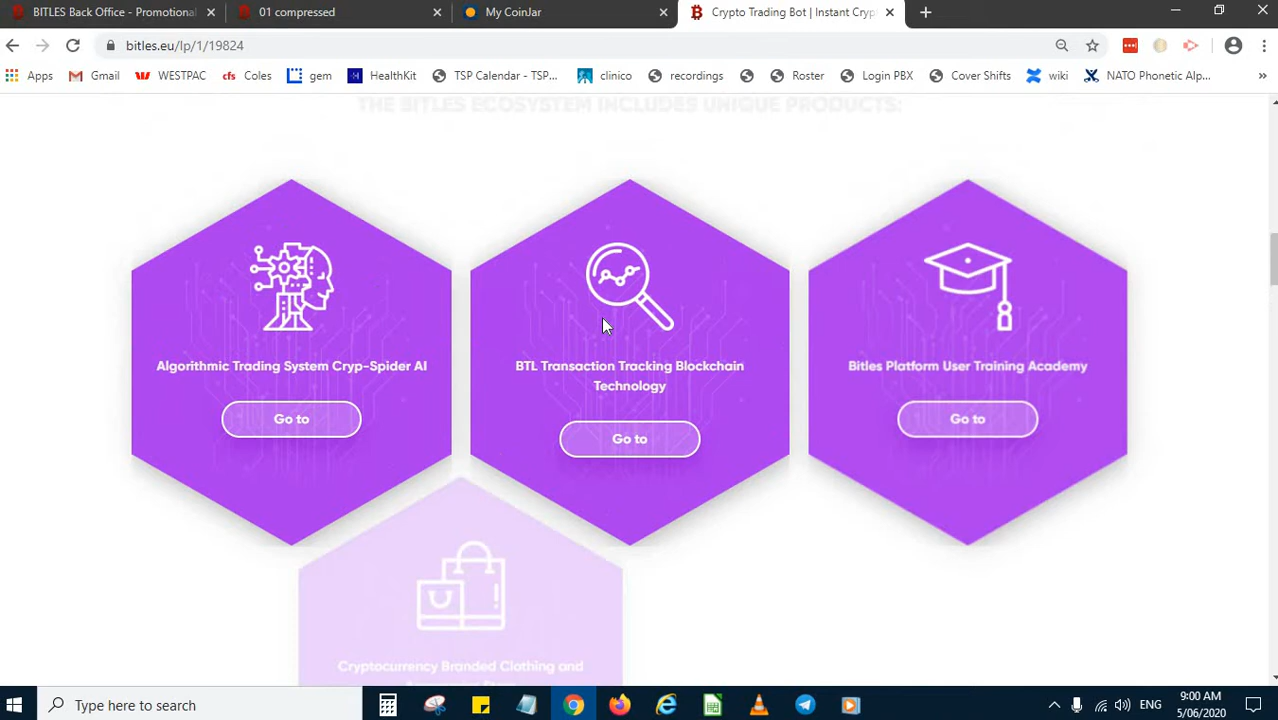 BITLES Back Office - Promotional
01 compressed
My CoinJar
Crypto Trading Bot | Instant Cryp
bitles.eu/lp/1/19824
Apps Gmail WESTPAC cfs Coles gem HealthKit TSP Calendar - TSP... clinico recordings Roster Login PBX Cover Shifts wiki NATO Phonetic Alp... »
THE BITLES ECOSYSTEM INCLUDES UNIQUE PRODUCTS:
Algorithmic Trading System Cryp-Spider AI
Go to
BTL Transaction Tracking Blockchain
Technology
Go to
Bitles Platform User Training Academy
Go to
Cryptocurrency Branded Clothing and
Type here to search
ENG
9:00 AM
5/06/2020